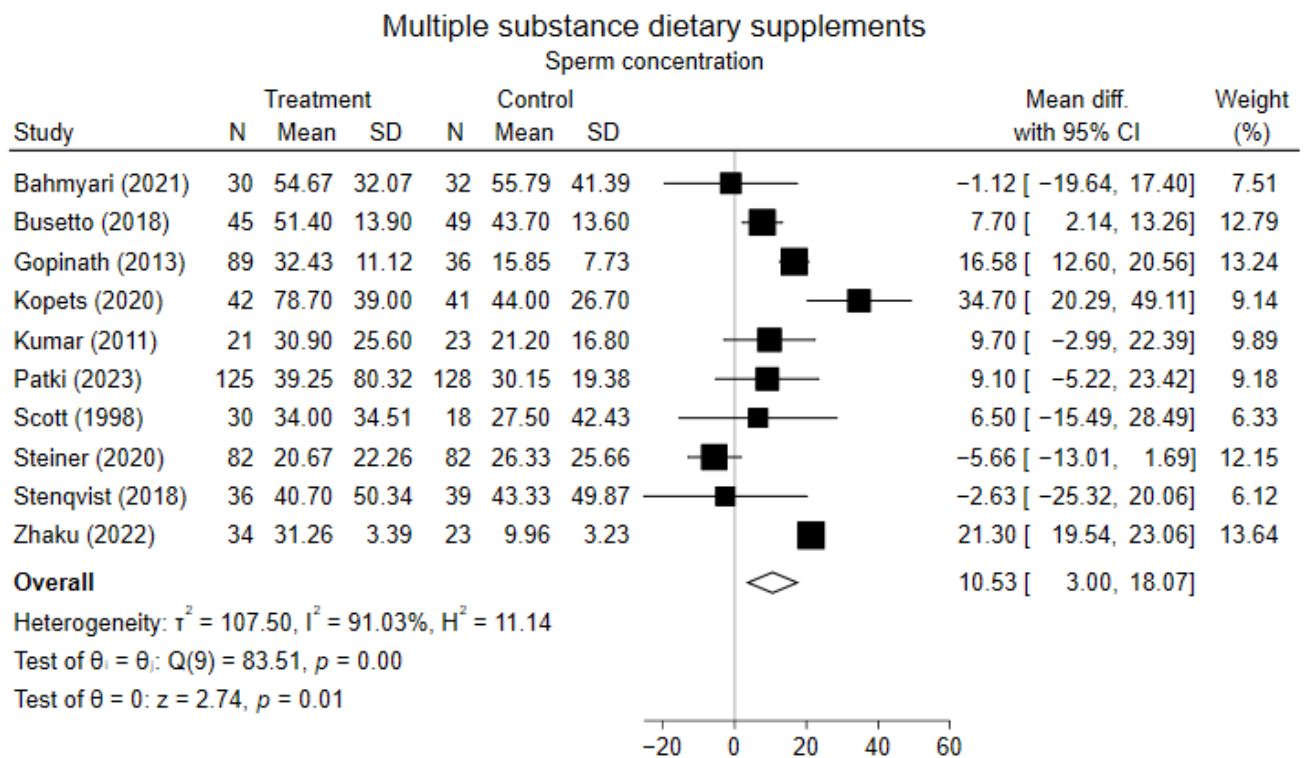 Multiple substance dietary supplements
Sperm concentration
Treatment Control Mean diff. Weight
Study N Mean SD N Mean SD with 95% CI (%)
Bahmyari (2021) 30 54.67 32.07 32 55.79 41.39 −1.12 [ −19.64, 17.40] 7.51
Busetto (2018) 45 51.40 13.90 49 43.70 13.60 7.70 [ 2.14, 13.26] 12.79
Gopinath (2013) 89 32.43 11.12 36 15.85 7.73 16.58 [ 12.60, 20.56] 13.24
Kopets (2020) 42 78.70 39.00 41 44.00 26.70 34.70 [ 20.29, 49.11] 9.14
Kumar (2011) 21 30.90 25.60 23 21.20 16.80 9.70 [ −2.99, 22.39] 9.89
Patki (2023) 125 39.25 80.32 128 30.15 19.38 9.10 [ −5.22, 23.42] 9.18
Scott (1998) 30 34.00 34.51 18 27.50 42.43 6.50 [ −15.49, 28.49] 6.33
Steiner (2020) 82 20.67 22.26 82 26.33 25.66 −5.66 [ −13.01, 1.69] 12.15
Stenqvist (2018) 36 40.70 50.34 39 43.33 49.87 −2.63 [ −25.32, 20.06] 6.12
Zhaku (2022) 34 31.26 3.39 23 9.96 3.23 21.30 [ 19.54, 23.06] 13.64
Overall 10.53 [ 3.00, 18.07]
Heterogeneity: τ² = 107.50, I² = 91.03%, H² = 11.14
Test of θᵢ = θⱼ: Q(9) = 83.51, p = 0.00
Test of θ = 0: z = 2.74, p = 0.01
−20 0 20 40 60